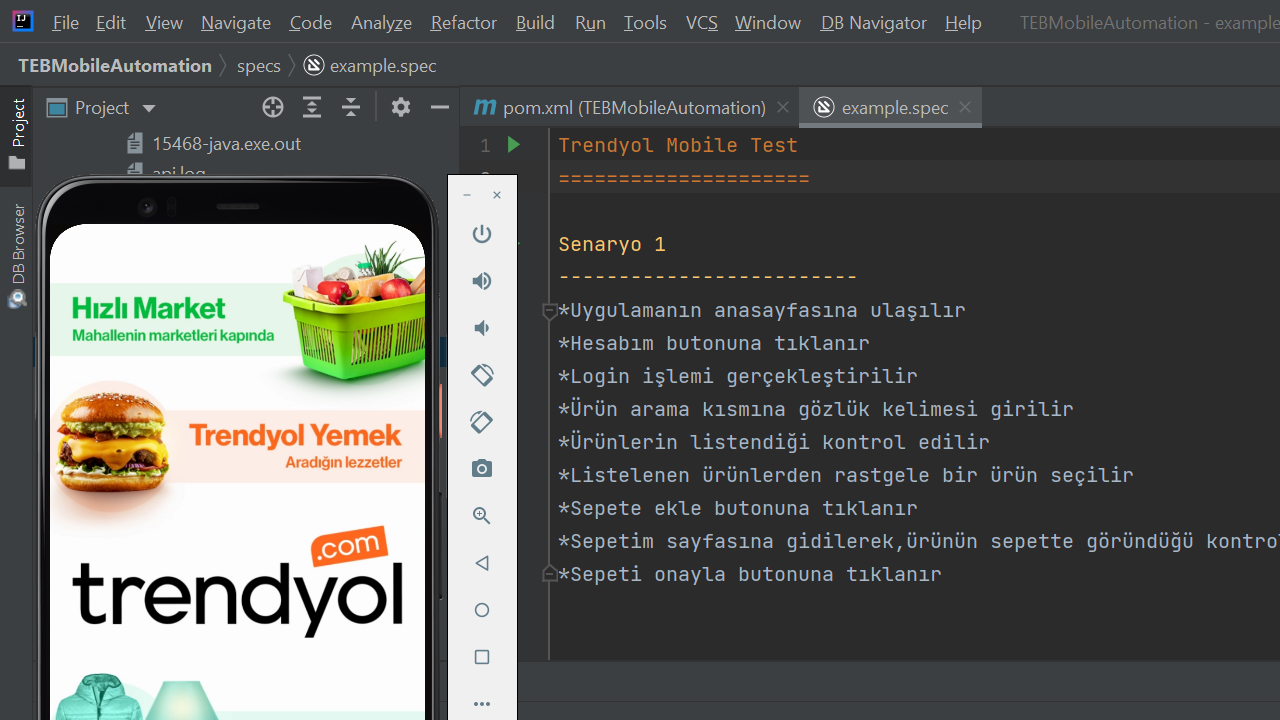 File Edit View Navigate Code Analyze Refactor Build Run Tools VCS Window DB Navigator Help TEBMobileAutomation - example
TEBMobileAutomation specs example.spec
Project
Project
DB Browser
15468-java.exe.out
api.log
pom.xml (TEBMobileAutomation) example.spec
1 Trendyol Mobile Test
=====================
Senaryo 1
-------------------------
*Uygulamanın anasayfasına ulaşılır
*Hesabım butonuna tıklanır
*Login işlemi gerçekleştirilir
*Ürün arama kısmına gözlük kelimesi girilir
*Ürünlerin listendiği kontrol edilir
*Listelenen ürünlerden rastgele bir ürün seçilir
*Sepete ekle butonuna tıklanır
*Sepetim sayfasına gidilerek,ürünün sepette göründüğü kontrol
*Sepeti onayla butonuna tıklanır
Hızlı Market
Mahallenin marketleri kapında
Trendyol Yemek
Aradığın lezzetler
.com
trendyol